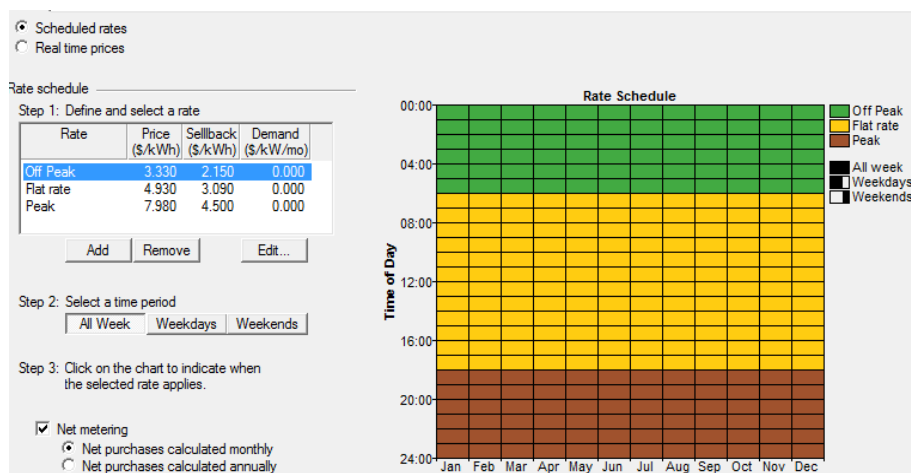 Scheduled rates
Real time prices
Rate schedule
Step 1: Define and select a rate
Rate Price Sellback Demand
($/kWh) ($/kWh) ($/kW/mo)
Off Peak 3.330 2.150 0.000
Flat rate 4.930 3.090 0.000
Peak 7.980 4.500 0.000
Add Remove Edit...
Step 2: Select a time period
All Week Weekdays Weekends
Step 3: Click on the chart to indicate when
the selected rate applies.
Net metering
Net purchases calculated monthly
Net purchases calculated annually
Rate Schedule
Time of Day
00:00
04:00
08:00
12:00
16:00
20:00
24:00
Jan Feb Mar Apr May Jun Jul Aug Sep Oct Nov Dec
Off Peak
Flat rate
Peak
All week
Weekdays
Weekends